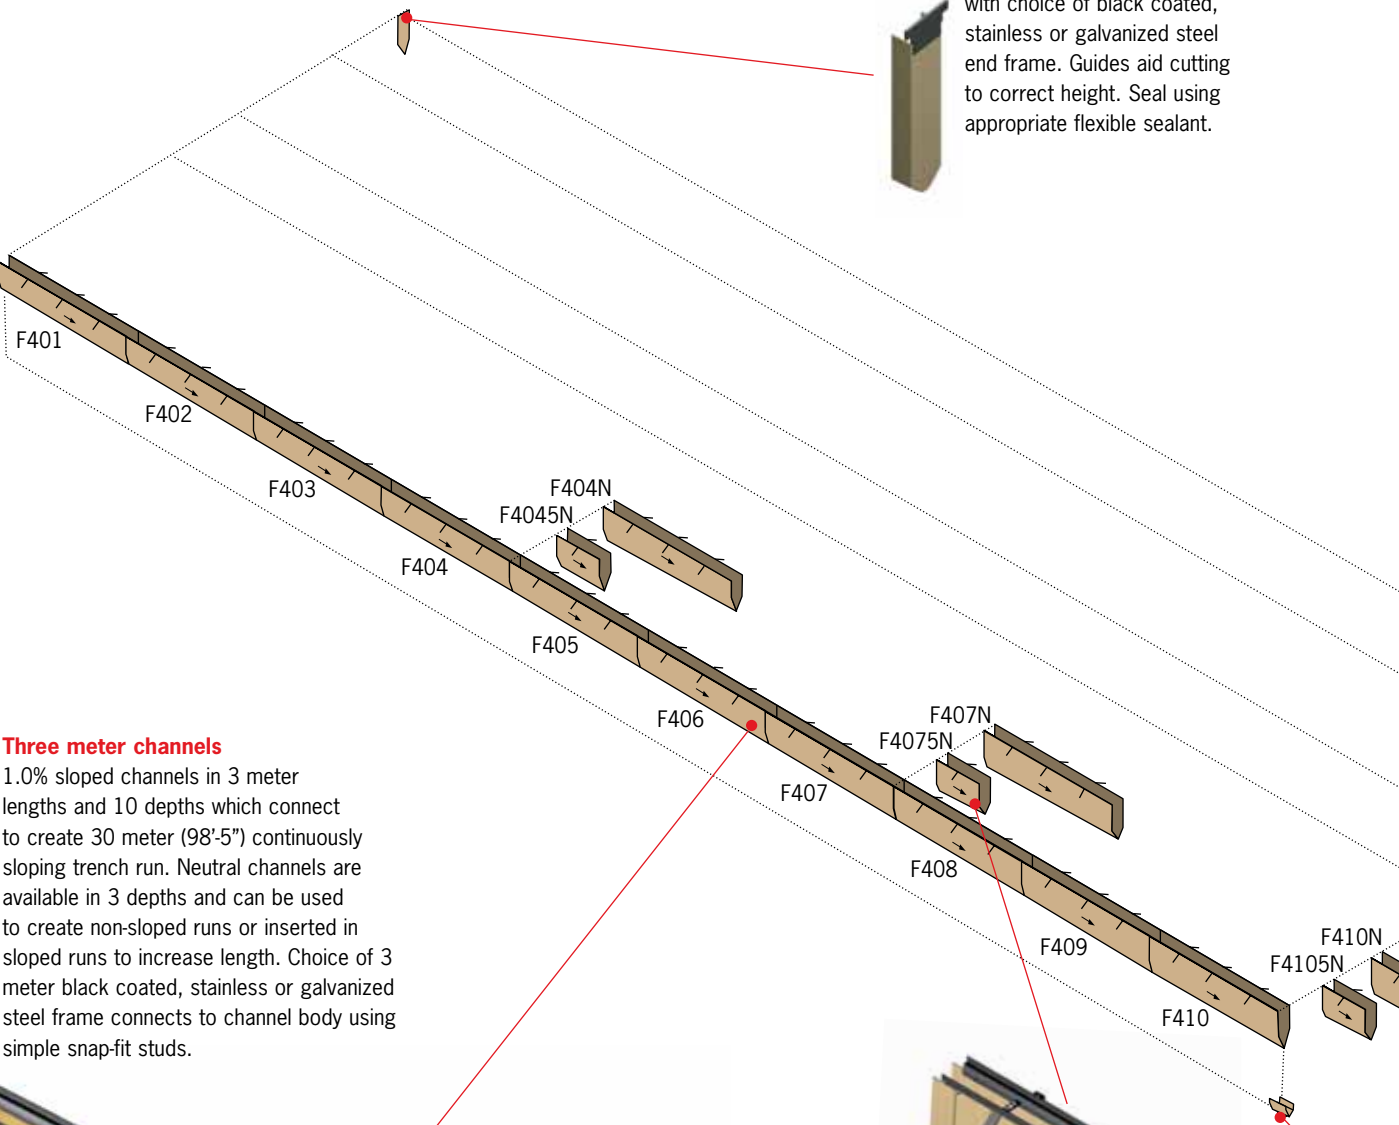 with choice of black coated,
stainless or galvanized steel
end frame. Guides aid cutting
to correct height. Seal using
appropriate flexible sealant.
F401
F402
F403
F404
F4045N
F404N
F405
F406
F407
F4075N
F407N
F408
F409
F410
F4105N
F410N
Three meter channels
1.0% sloped channels in 3 meter
lengths and 10 depths which connect
to create 30 meter (98’-5”) continuously
sloping trench run. Neutral channels are
available in 3 depths and can be used
to create non-sloped runs or inserted in
sloped runs to increase length. Choice of 3
meter black coated, stainless or galvanized
steel frame connects to channel body using
simple snap-fit studs.